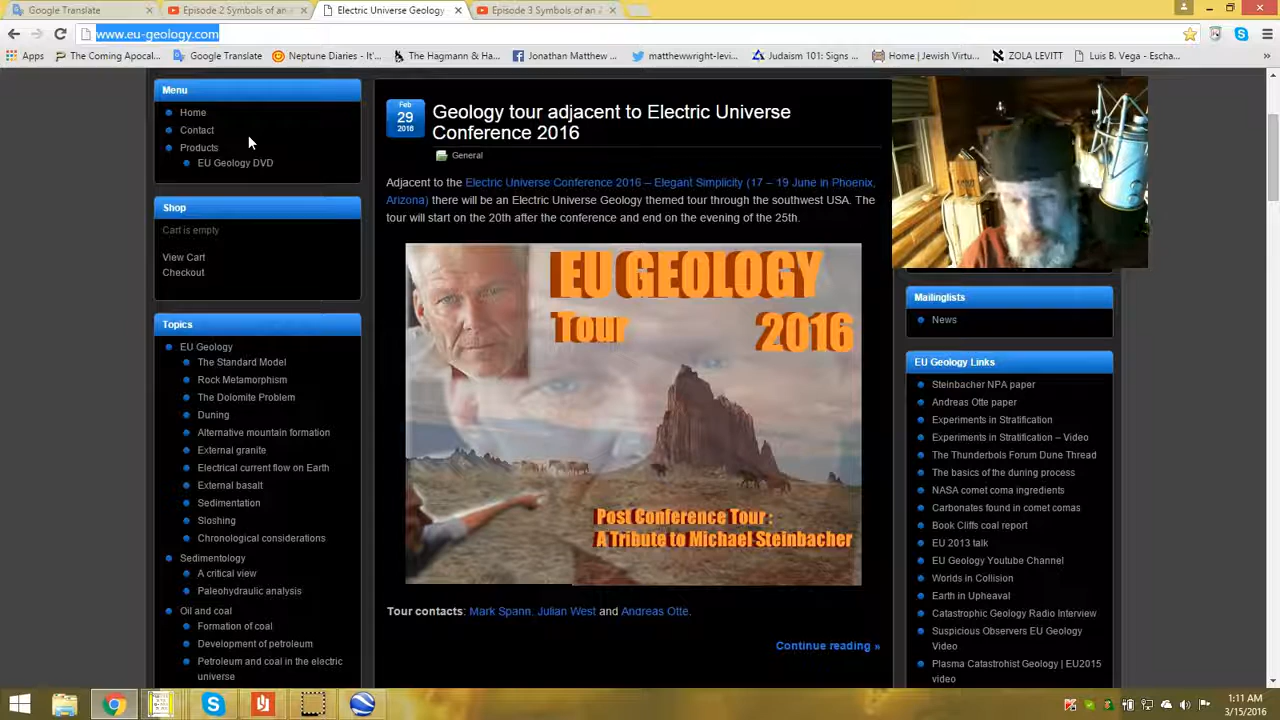 Google Translate
Episode 2 Symbols of an
Electric Universe Geology
Episode 3 Symbols of an
www.eu-geology.com
Apps
The Coming Apocaly...
Google Translate
Neptune Diaries - It'...
The Hagmann & Ha...
Jonathan Matthew ...
matthewwright-levi...
Judaism 101: Signs ...
Home | Jewish Virtu...
ZOLA LEVITT
Luis B. Vega - Escha...
Menu
Home
Contact
Products
EU Geology DVD
Shop
Cart is empty
View Cart
Checkout
Topics
EU Geology
The Standard Model
Rock Metamorphism
The Dolomite Problem
Duning
Alternative mountain formation
External granite
Electrical current flow on Earth
External basalt
Sedimentation
Sloshing
Chronological considerations
Sedimentology
A critical view
Paleohydraulic analysis
Oil and coal
Formation of coal
Development of petroleum
Petroleum and coal in the electric
universe
Feb
29
2016
Geology tour adjacent to Electric Universe
Conference 2016
General
Adjacent to the Electric Universe Conference 2016 – Elegant Simplicity (17 – 19 June in Phoenix,
Arizona) there will be an Electric Universe Geology themed tour through the southwest USA. The
tour will start on the 20th after the conference and end on the evening of the 25th.
EU GEOLOGY
Tour 2016
Post Conference Tour :
A Tribute to Michael Steinbacher
Tour contacts: Mark Spann, Julian West and Andreas Otte.
Continue reading »
Mailinglists
News
EU Geology Links
Steinbacher NPA paper
Andreas Otte paper
Experiments in Stratification
Experiments in Stratification – Video
The Thunderbolts Forum Dune Thread
The basics of the duning process
NASA comet coma ingredients
Carbonates found in comet comas
Book Cliffs coal report
EU 2013 talk
EU Geology Youtube Channel
Worlds in Collision
Earth in Upheaval
Catastrophic Geology Radio Interview
Suspicious Observers EU Geology
Video
Plasma Catastrophist Geology | EU2015
video
1:11 AM
3/15/2016